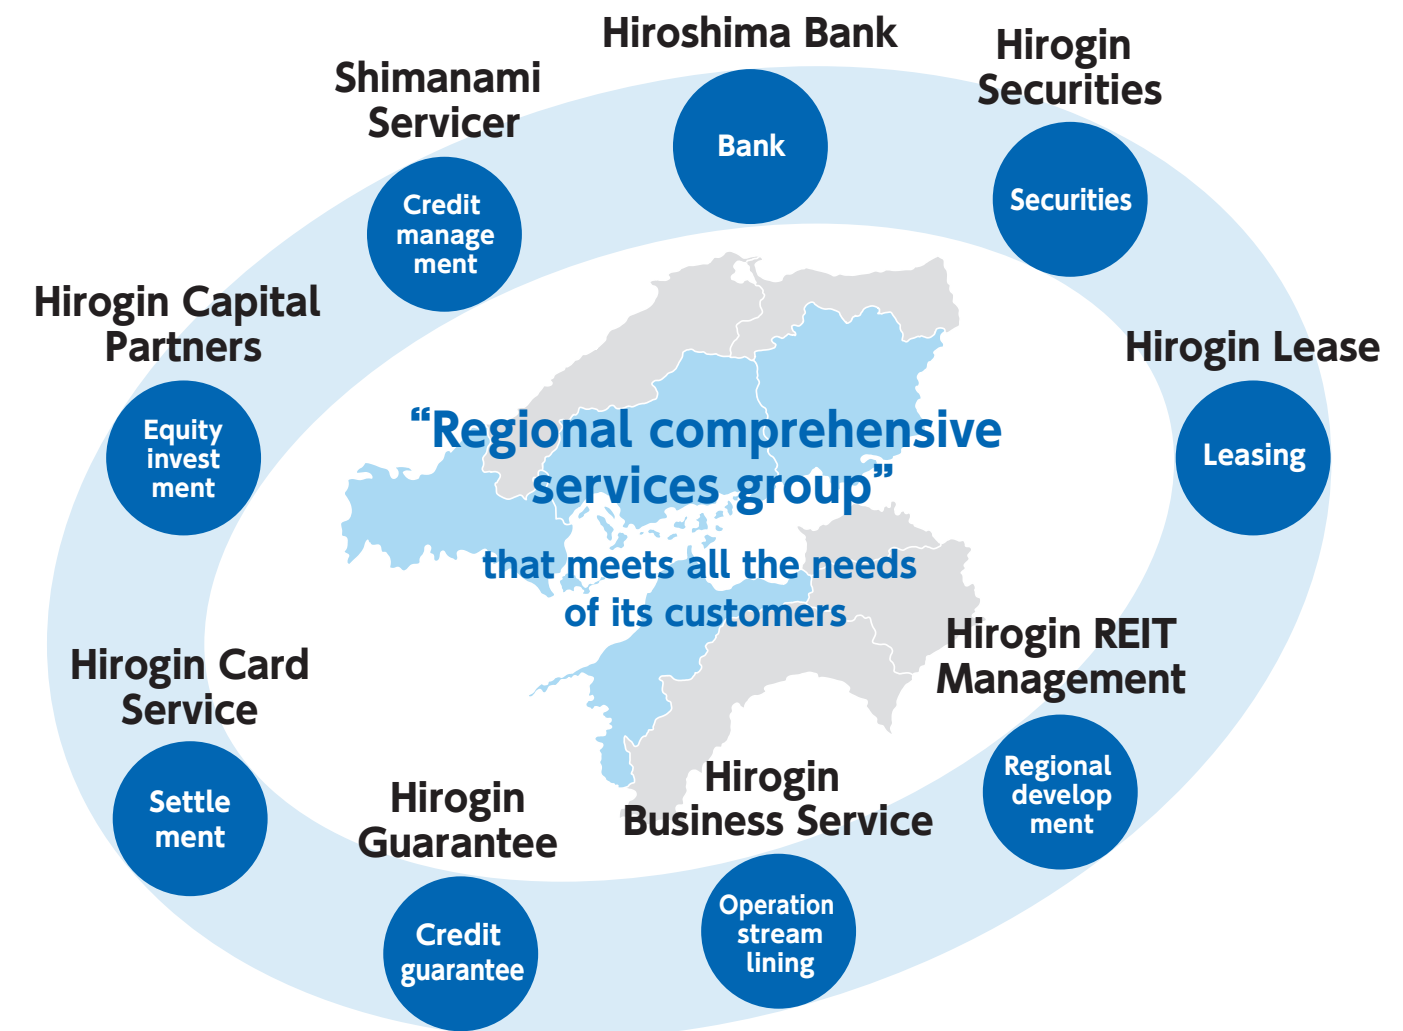 Hiroshima Bank
Bank
Hirogin
Securities
Securities
Shimanami
Servicer
Credit
manage
ment
Hirogin Capital
Partners
Equity
invest
ment
Hirogin Lease
Leasing
“Regional comprehensive
services group”
that meets all the needs
of its customers
Hirogin REIT
Management
Regional
develop
ment
Hirogin Card
Service
Settle
ment
Hirogin
Guarantee
Credit
guarantee
Hirogin
Business Service
Operation
stream
lining